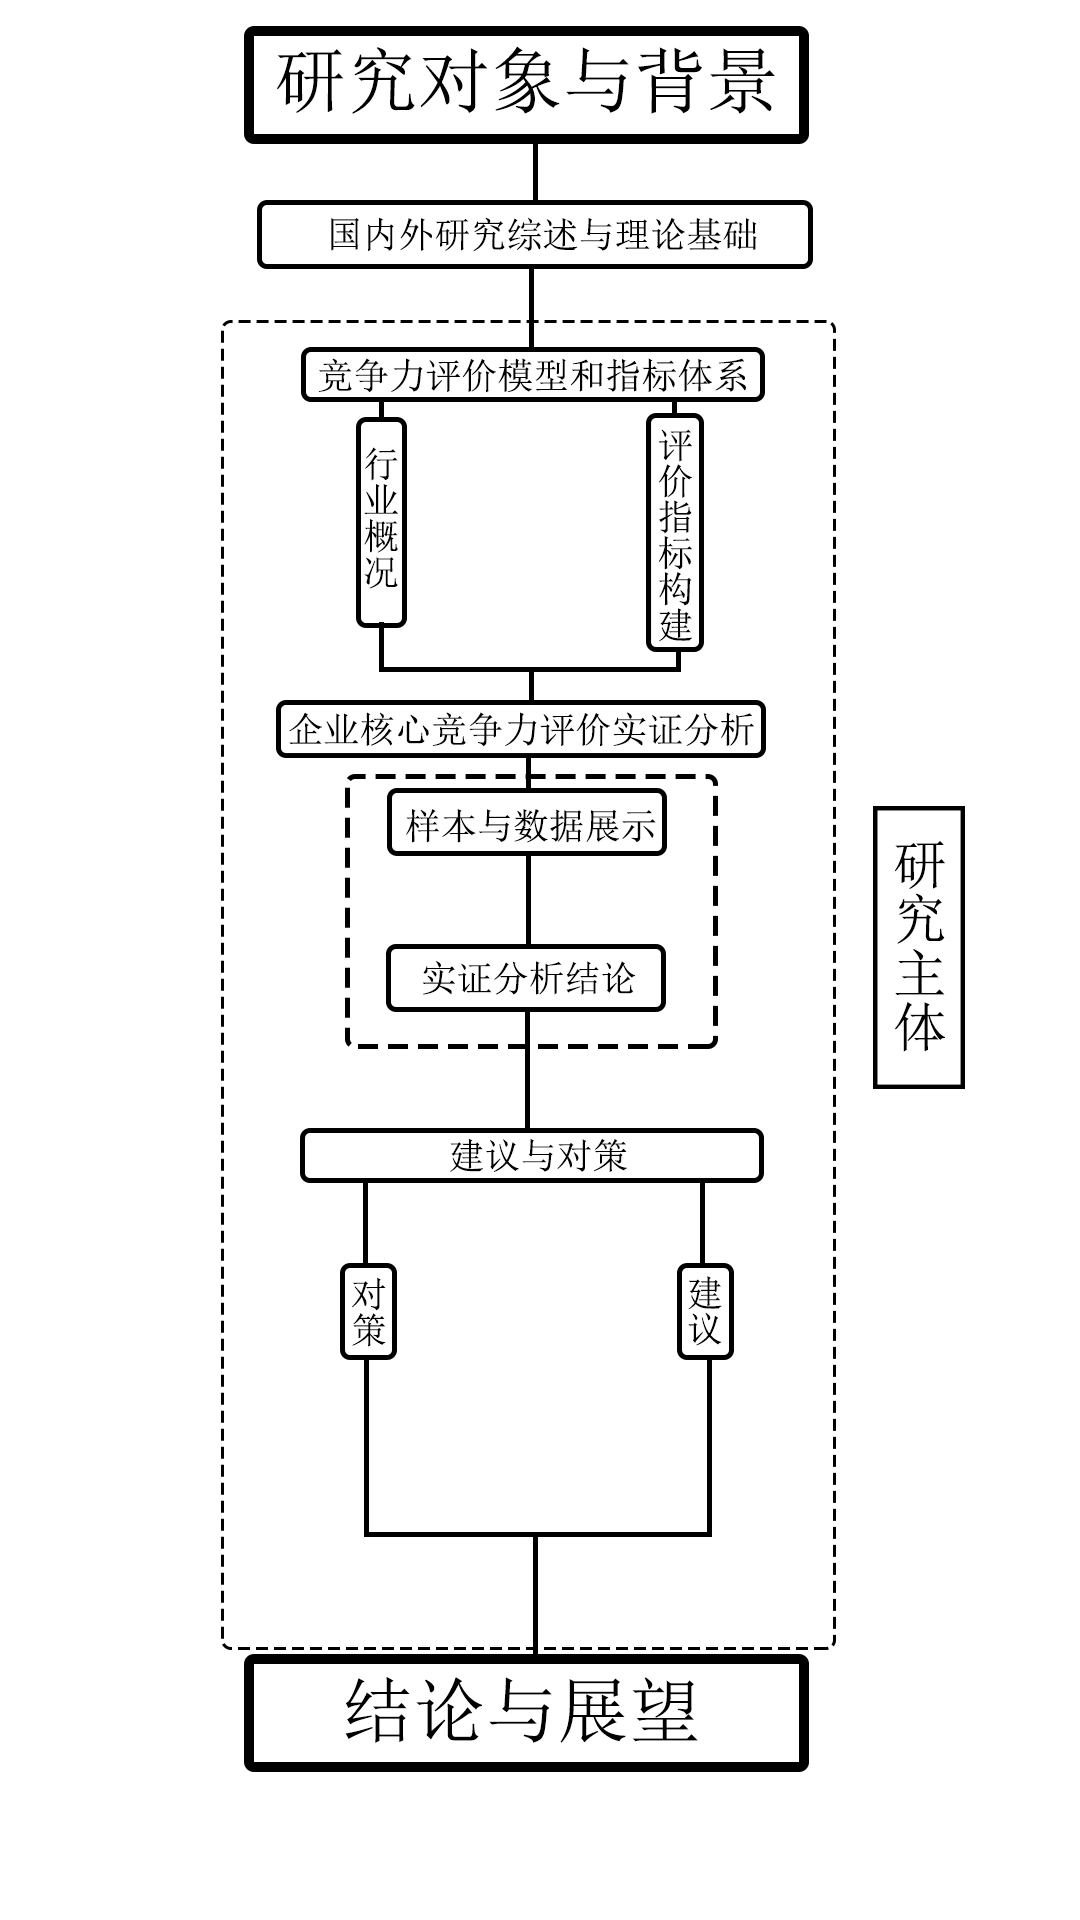 研究对象与背景
国内外研究综述与理论基础
竞争力评价模型和指标体系
行业概况
评价指标构建
企业核心竞争力评价实证分析
样本与数据展示
实证分析结论
研究主体
建议与对策
对策
建议
结论与展望